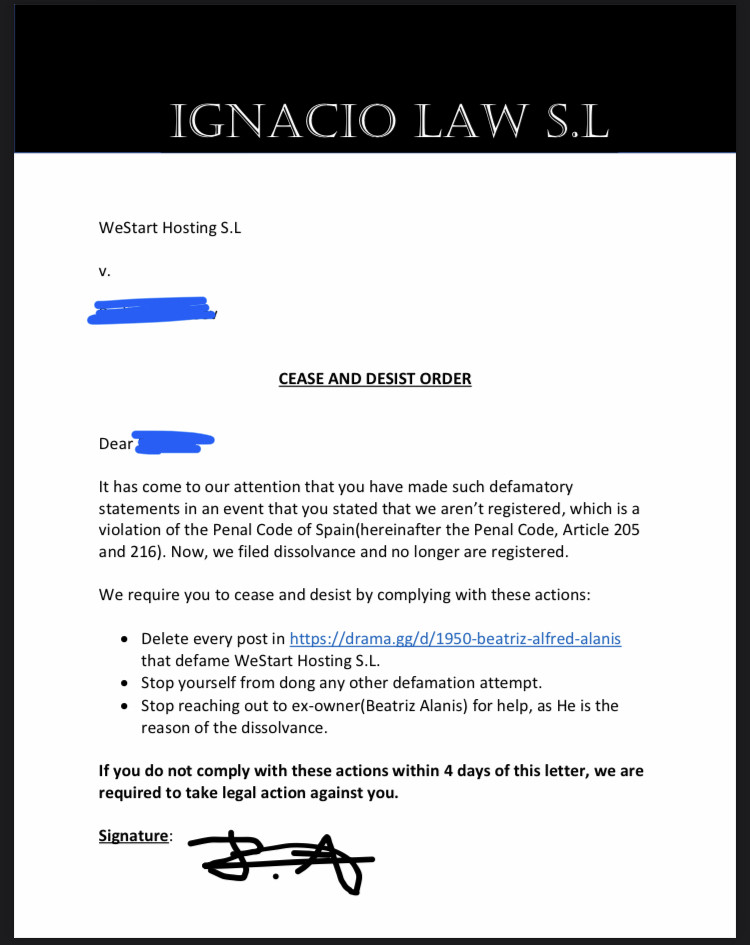 IGNACIO LAW S.L
WeStart Hosting S.L
v.
CEASE AND DESIST ORDER
Dear
It has come to our attention that you have made such defamatory
statements in an event that you stated that we aren't registered, which is a
violation of the Penal Code of Spain(hereinafter the Penal Code, Article 205
and 216). Now, we filed dissolvance and no longer are registered.
We require you to cease and desist by complying with these actions:
• Delete every post in https://drama.gg/d/1950-beatriz-alfred-alanis
that defame WeStart Hosting S.L.
• Stop yourself from dong any other defamation attempt.
• Stop reaching out to ex-owner(Beatriz Alanis) for help, as He is the
reason of the dissolvance.
If you do not comply with these actions within 4 days of this letter, we are
required to take legal action against you.
Signature: